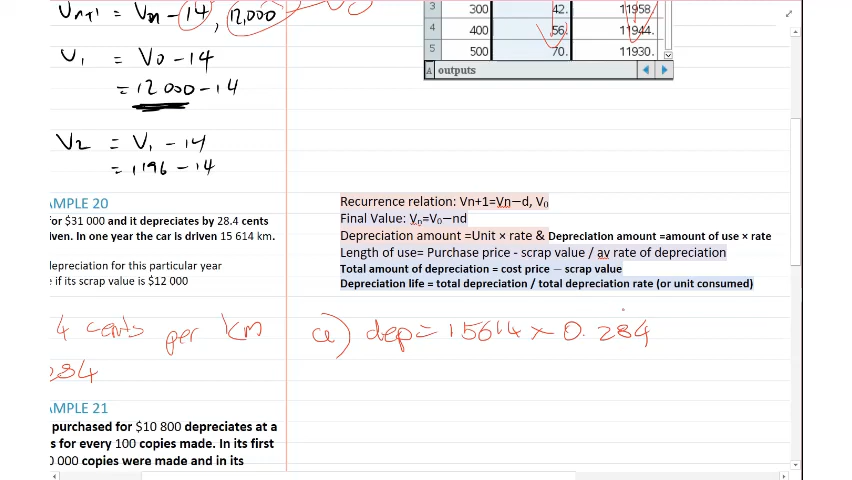 Vn+1 = Vn - 14, 12,000
V1 = V0 - 14
= 12 000 - 14
V2 = V1 - 14
= 1196 - 14
3 300 42. 11958.
4 400 56. 11944.
5 500 70. 11930.
A outputs
AMPLE 20
or $31 000 and it depreciates by 28.4 cents
iven. In one year the car is driven 15 614 km.
depreciation for this particular year
e if its scrap value is $12 000
Recurrence relation: Vn+1=Vn−d, V₀
Final Value: Vₙ=V₀−nd
Depreciation amount =Unit × rate & Depreciation amount =amount of use × rate
Length of use= Purchase price - scrap value / av rate of depreciation
Total amount of depreciation = cost price − scrap value
Depreciation life = total depreciation / total depreciation rate (or unit consumed)
4 cents per km
284
a) dep = 15614 × 0.284
AMPLE 21
purchased for $10 800 depreciates at a
s for every 100 copies made. In its first
0 000 copies were made and in its